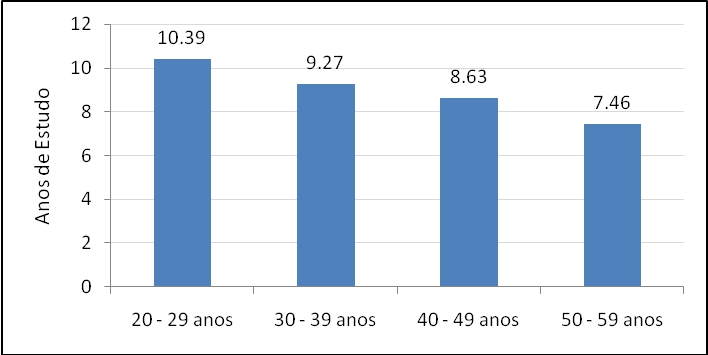 Anos de Estudo
12
10
8
6
4
2
0
10.39
9.27
8.63
7.46
20 - 29 anos
30 - 39 anos
40 - 49 anos
50 - 59 anos